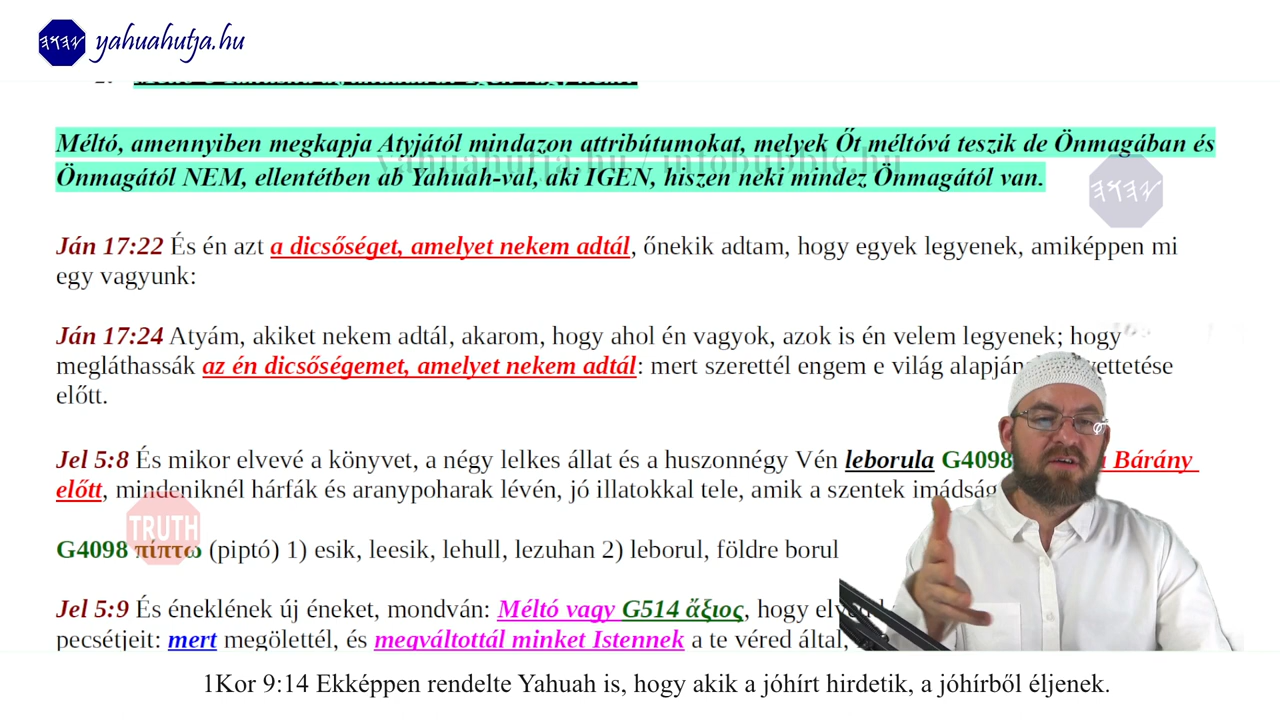 yahuahutja.hu
Méltó, amennyiben megkapja Atyjától mindazon attribútumokat, melyek Őt méltóvá teszik de Önmagában és
yahuahutja.hu / infobubble.hu
Önmagától NEM, ellentétben ab Yahuah-val, aki IGEN, hiszen neki mindez Önmagától van.
Ján 17:22 És én azt a dicsőséget, amelyet nekem adtál, őnekik adtam, hogy egyek legyenek, amiképpen mi
egy vagyunk:
Ján 17:24 Atyám, akiket nekem adtál, akarom, hogy ahol én vagyok, azok is én velem legyenek; hogy
megláthassák az én dicsőségemet, amelyet nekem adtál: mert szerettél engem e világ
előtt.
Jel 5:8 És mikor elvevé a könyvet, a négy lelkes állat és a huszonnégy Vén leborula G4098 Bárány
előtt, mindeniknél hárfák és aranypoharak lévén, jó illatokkal tele, amik a szentek
TRUTH
G4098 πίπτω (piptó) 1) esik, leesik, lehull, lezuhan 2) leborul, földre borul
Jel 5:9 És éneklének új éneket, mondván: Méltó vagy G514 ἄξιος, hogy
pecsétjeit: mert megölettél, és megváltottál minket Istennek a te véred által,
1Kor 9:14 Ekképpen rendelte Yahuah is, hogy akik a jóhírt hirdetik, a jóhírből éljenek.